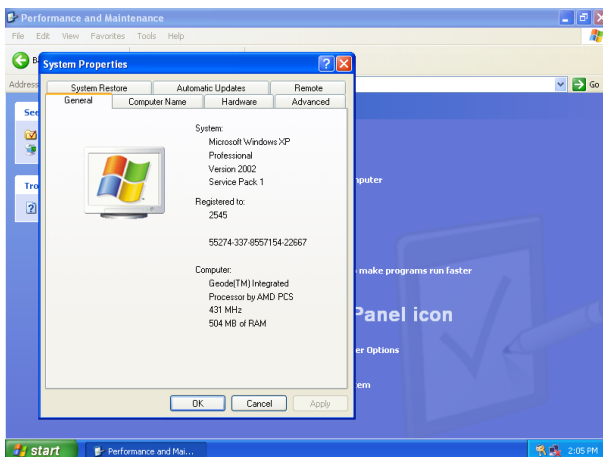 Performance and Maintenance
File Edit View Favorites Tools Help
Address
Go
System Properties
System Restore Automatic Updates Remote
General Computer Name Hardware Advanced
System:
Microsoft Windows XP
Professional
Version 2002
Service Pack 1
Registered to:
2545
55274-337-8557154-22667
Computer:
Geode(TM) Integrated
Processor by AMD PCS
431 MHz
504 MB of RAM
OK Cancel Apply
See
Tro
mputer
make programs run faster
Panel icon
er Options
tem
start
Performance and Mai...
2:05 PM